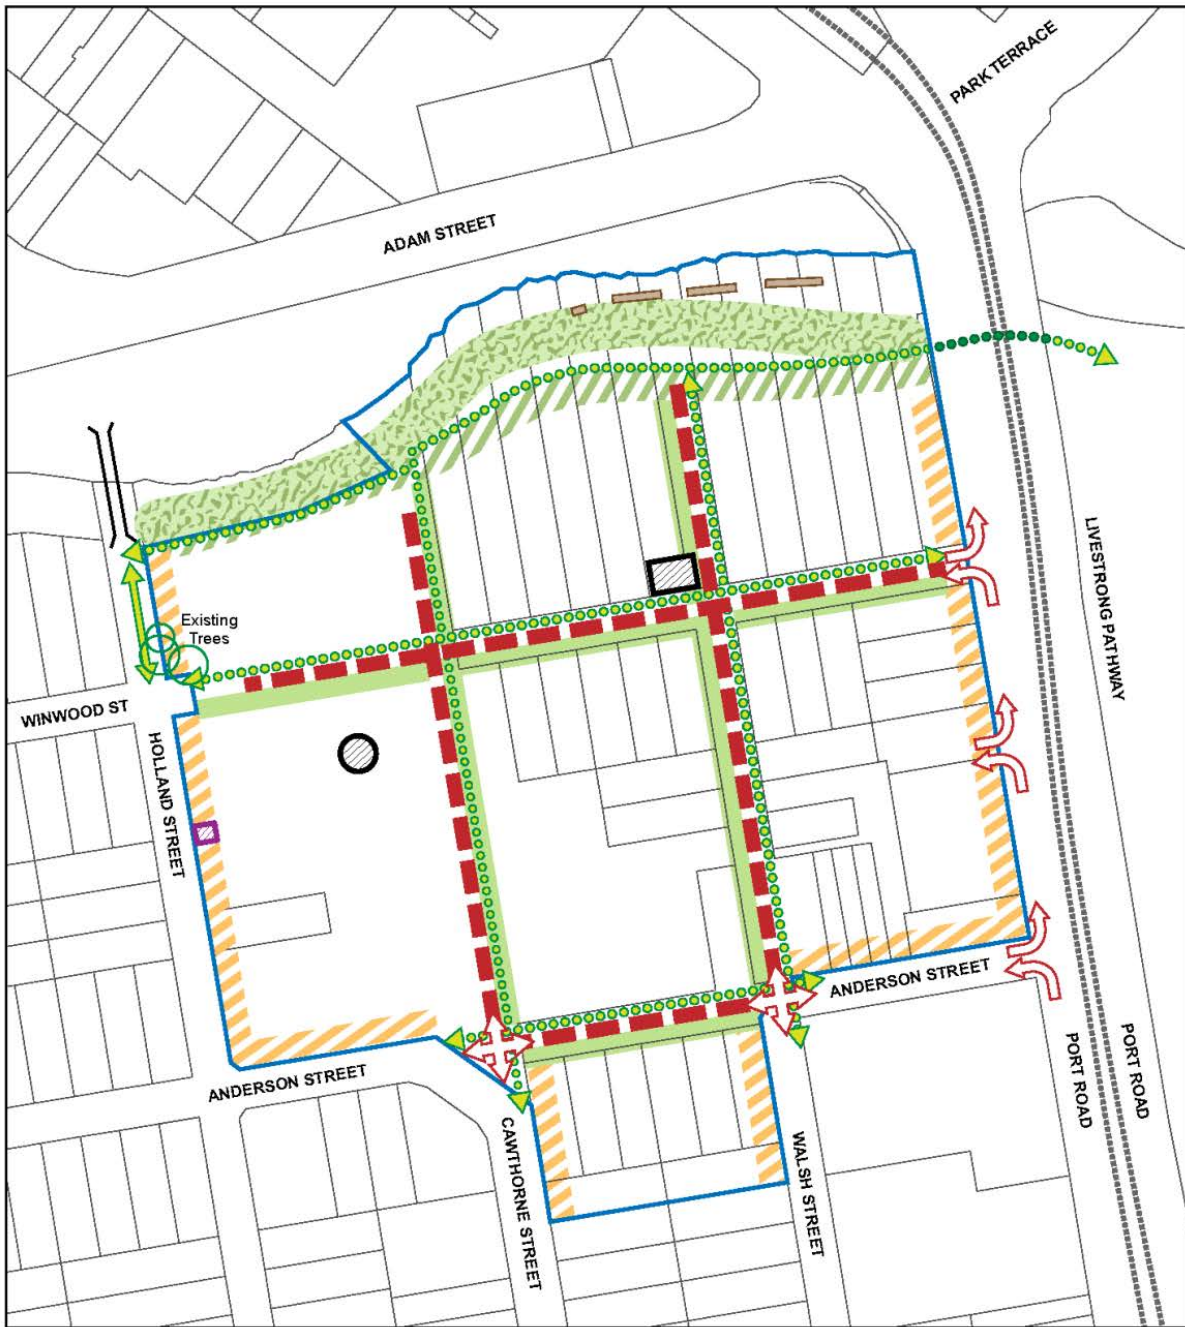 PARK TERRACE
ADAM STREET
LIVESTRONG PATHWAY
Existing
Trees
WINWOOD ST
HOLLAND STREET
ANDERSON STREET
ANDERSON STREET
PORT ROAD
PORT ROAD
CAWTHORNE STREET
WALSH STREET